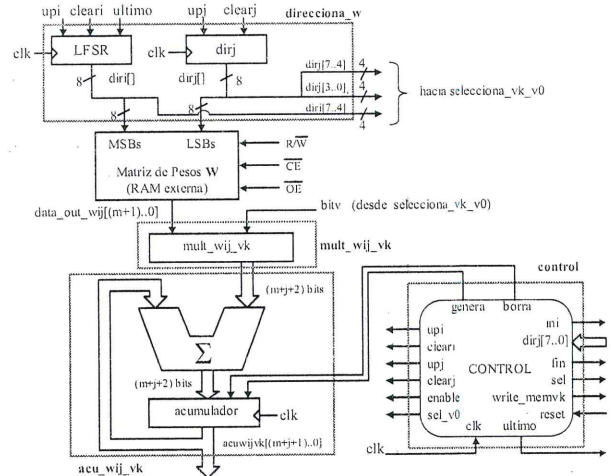 upi cleari ultimo
upj clearj
direcciona_w
clk
LFSR
clk
dirj
dirj[7..4]
4
8
diri[]
dirj[]
8
dirj[3..0]
4
hacia selecciona_vk_v0
8
8
diri[7..4]
4
MSBs
LSBs
R/W
Matriz de Pesos W
CE
(RAM externa)
OE
data_out_wij[(m+1)..0]
bitv (desde selecciona_vk_v0)
mult_wij_vk
mult_wij_vk
control
(m+j+2) bits
genera borra
ini
upi
dirj[7..0]
cleari
Σ
upj
CONTROL
fin
clearj
sel
(m+j+2) bits
enable
write_memvk
acumulador
clk
sel_v0
reset
clk ultimo
acuwijvk[(m+j+1)..0]
clk
acu_wij_vk